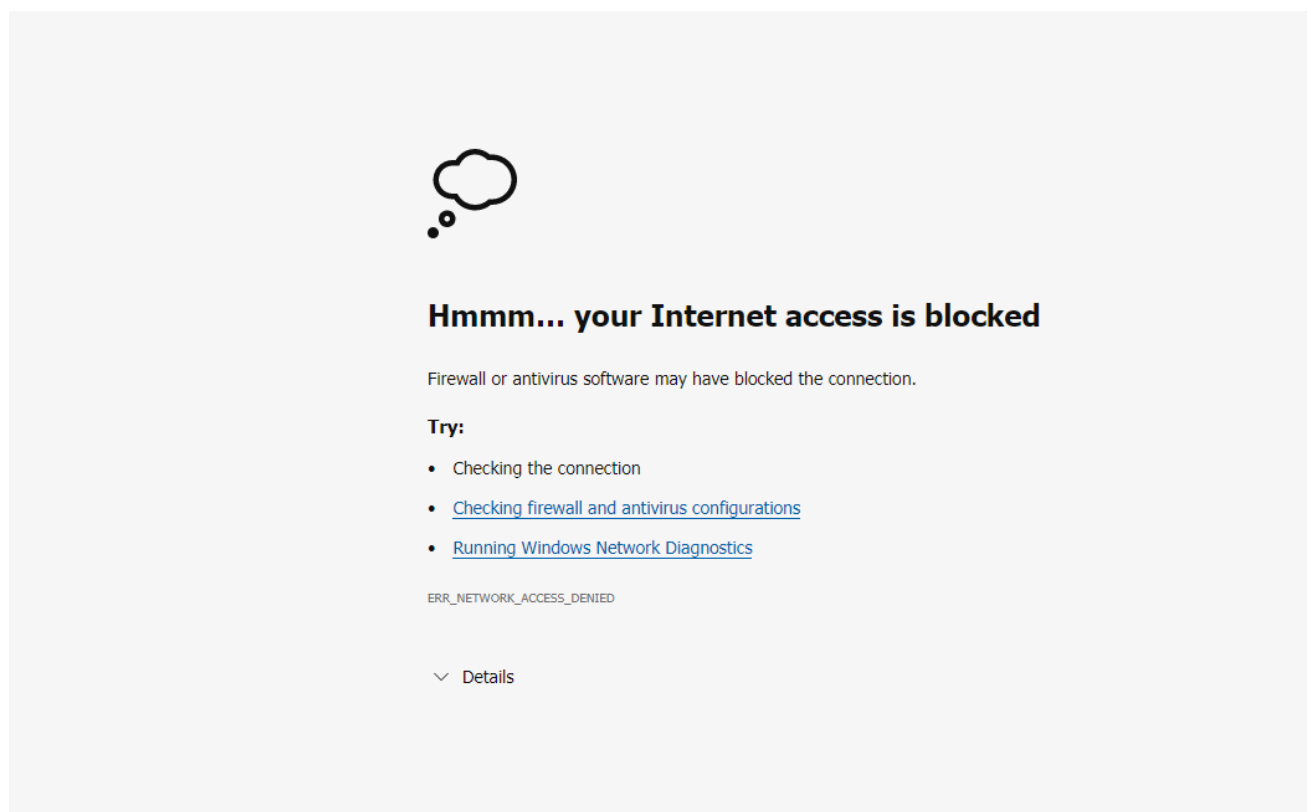 Hmmm... your Internet access is blocked
Firewall or antivirus software may have blocked the connection.
Try:
• Checking the connection
• Checking firewall and antivirus configurations
• Running Windows Network Diagnostics
ERR_NETWORK_ACCESS_DENIED
Details